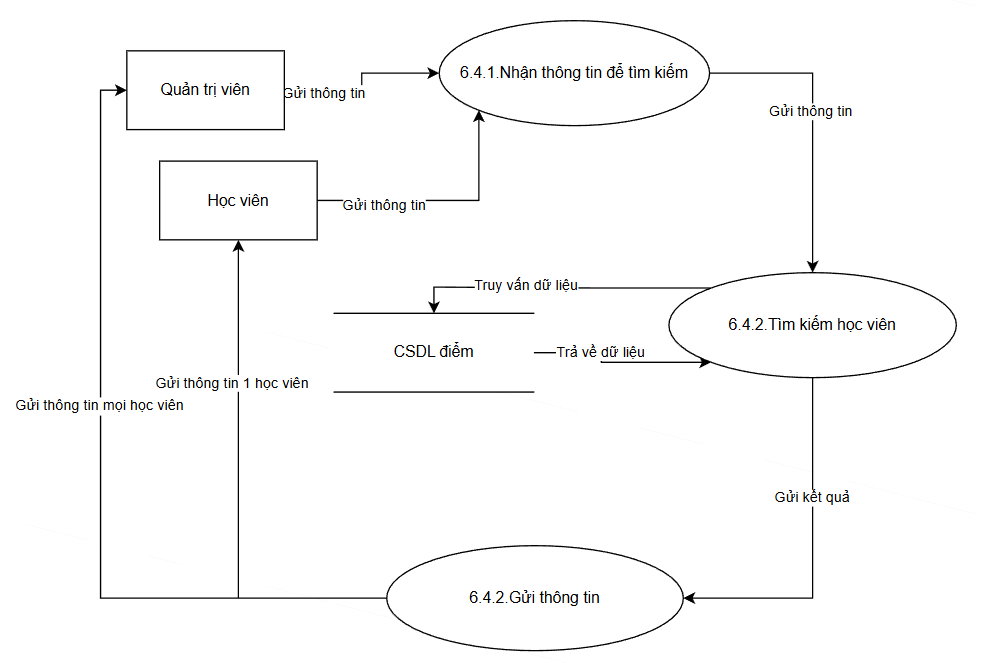 6.4.1.Nhận thông tin để tìm kiếm
Quản trị viên
Gửi thông tin
Gửi thông tin
Học viên
Gửi thông tin
Truy vấn dữ liệu
6.4.2.Tìm kiếm học viên
CSDL điểm
Trả về dữ liệu
Gửi thông tin 1 học viên
Gửi thông tin mọi học viên
Gửi kết quả
6.4.2.Gửi thông tin